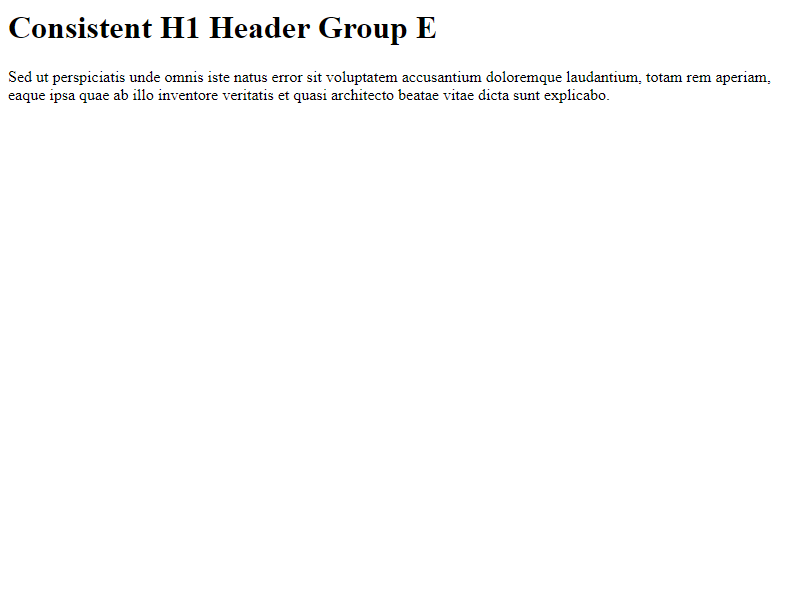 Consistent H1 Header Group E
Sed ut perspiciatis unde omnis iste natus error sit voluptatem accusantium doloremque laudantium, totam rem aperiam,
eaque ipsa quae ab illo inventore veritatis et quasi architecto beatae vitae dicta sunt explicabo.